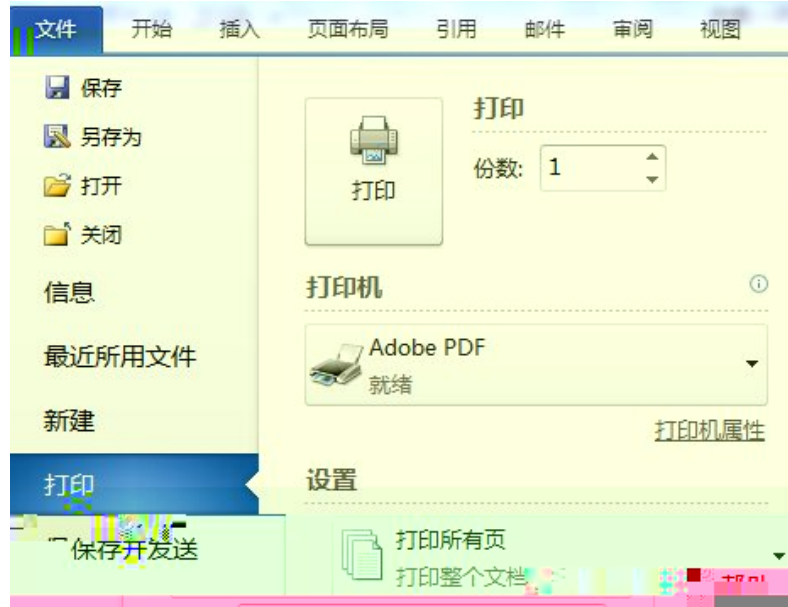 文件 开始 插入 页面布局 引用 邮件 审阅 视图
保存
另存为
打开
关闭
信息
最近所用文件
新建
打印
保存并发送
打印
打印
份数: 1
打印机
Adobe PDF
就绪
打印机属性
设置
打印所有页
打印整个文档